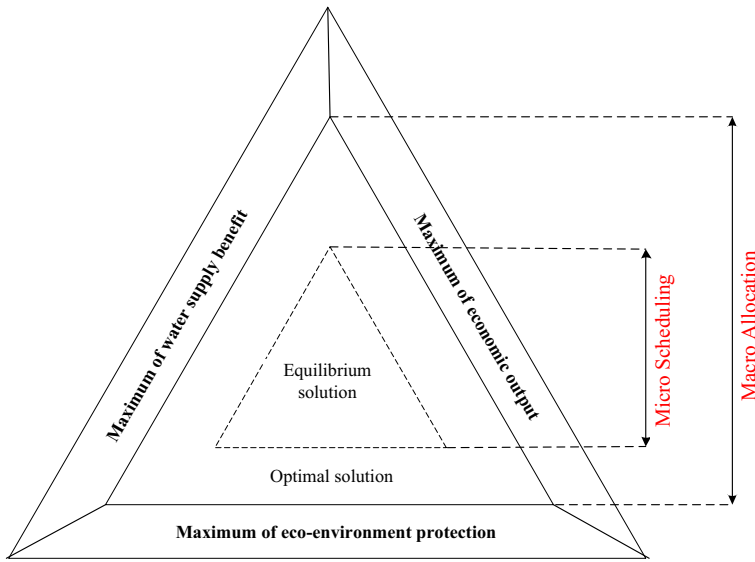 Maximum of water supply benefit
Maximum of economic output
Equilibrium
solution
Optimal solution
Maximum of eco-environment protection
Micro Scheduling
Macro Allocation